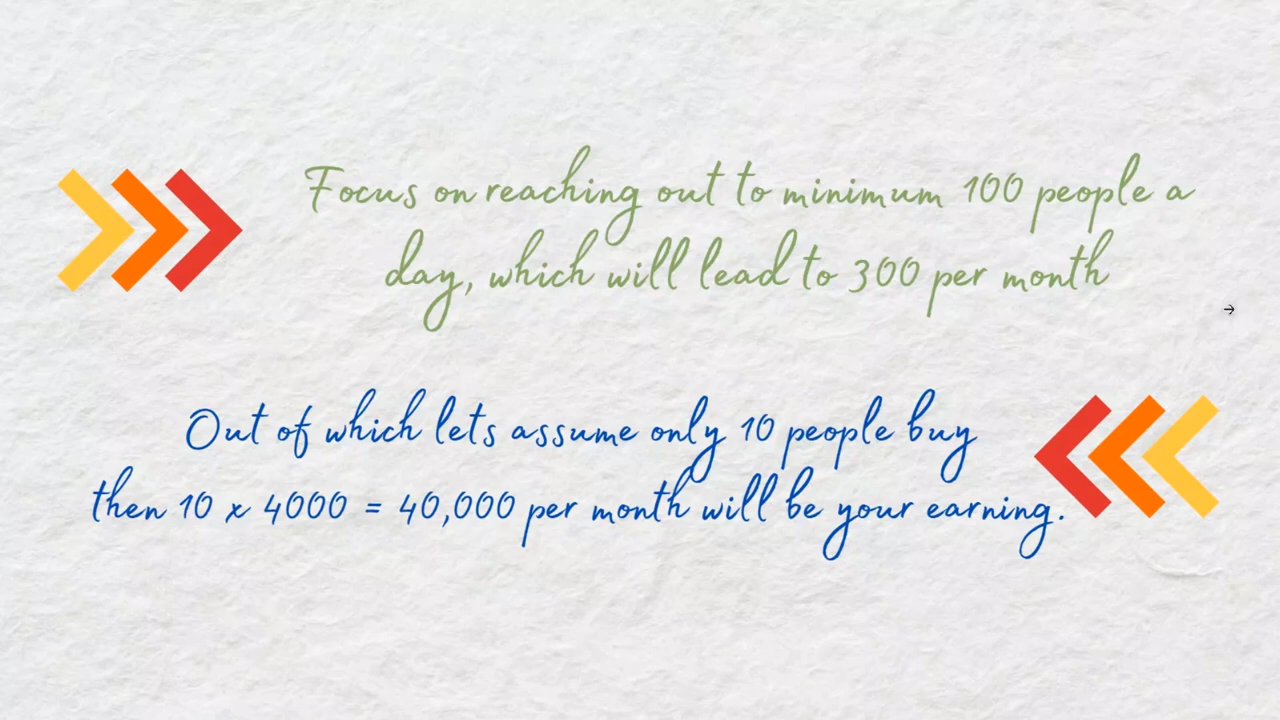 Focus on reaching out to minimum 100 people a
day, which will lead to 300 per month
Out of which lets assume only 10 people buy
then 10 x 4000 = 40,000 per month will be your earning.